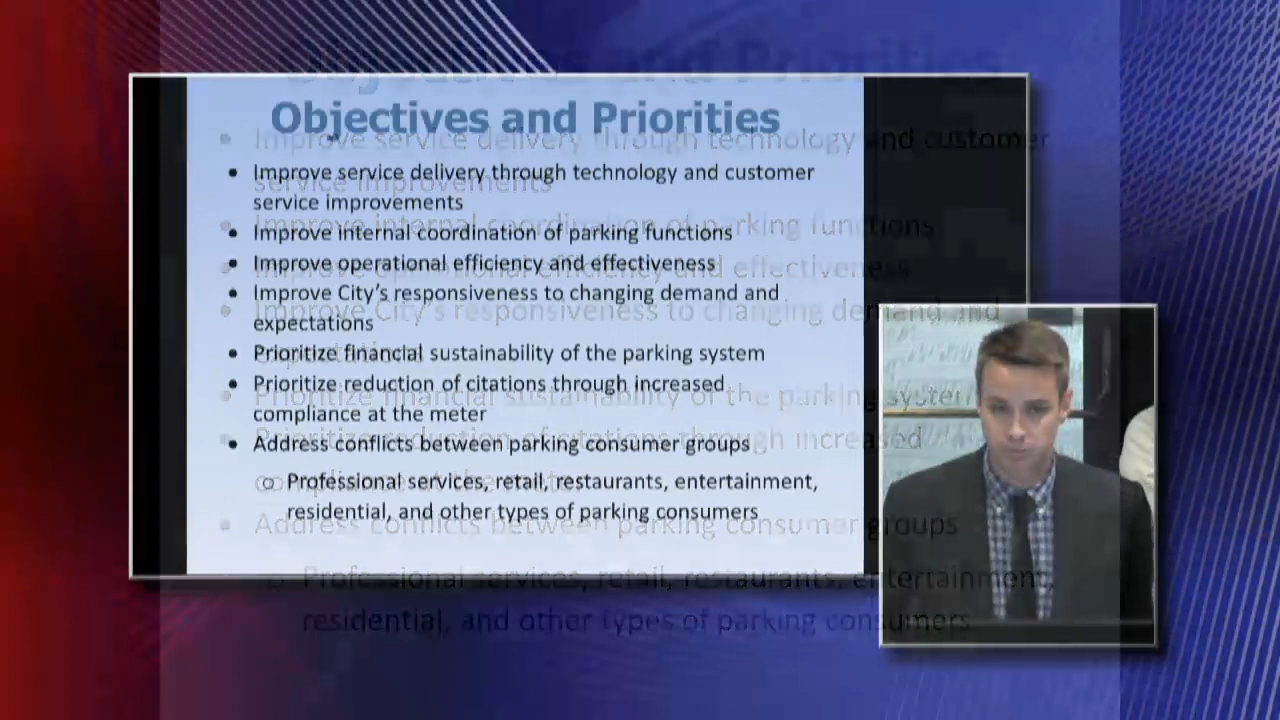 Objectives and Priorities
• Improve service delivery through technology and customer
service improvements
• Improve internal coordination of parking functions
• Improve operational efficiency and effectiveness
• Improve City's responsiveness to changing demand and
expectations
• Prioritize financial sustainability of the parking system
• Prioritize reduction of citations through increased
compliance at the meter
• Address conflicts between parking consumer groups
o Professional services, retail, restaurants, entertainment,
residential, and other types of parking consumers